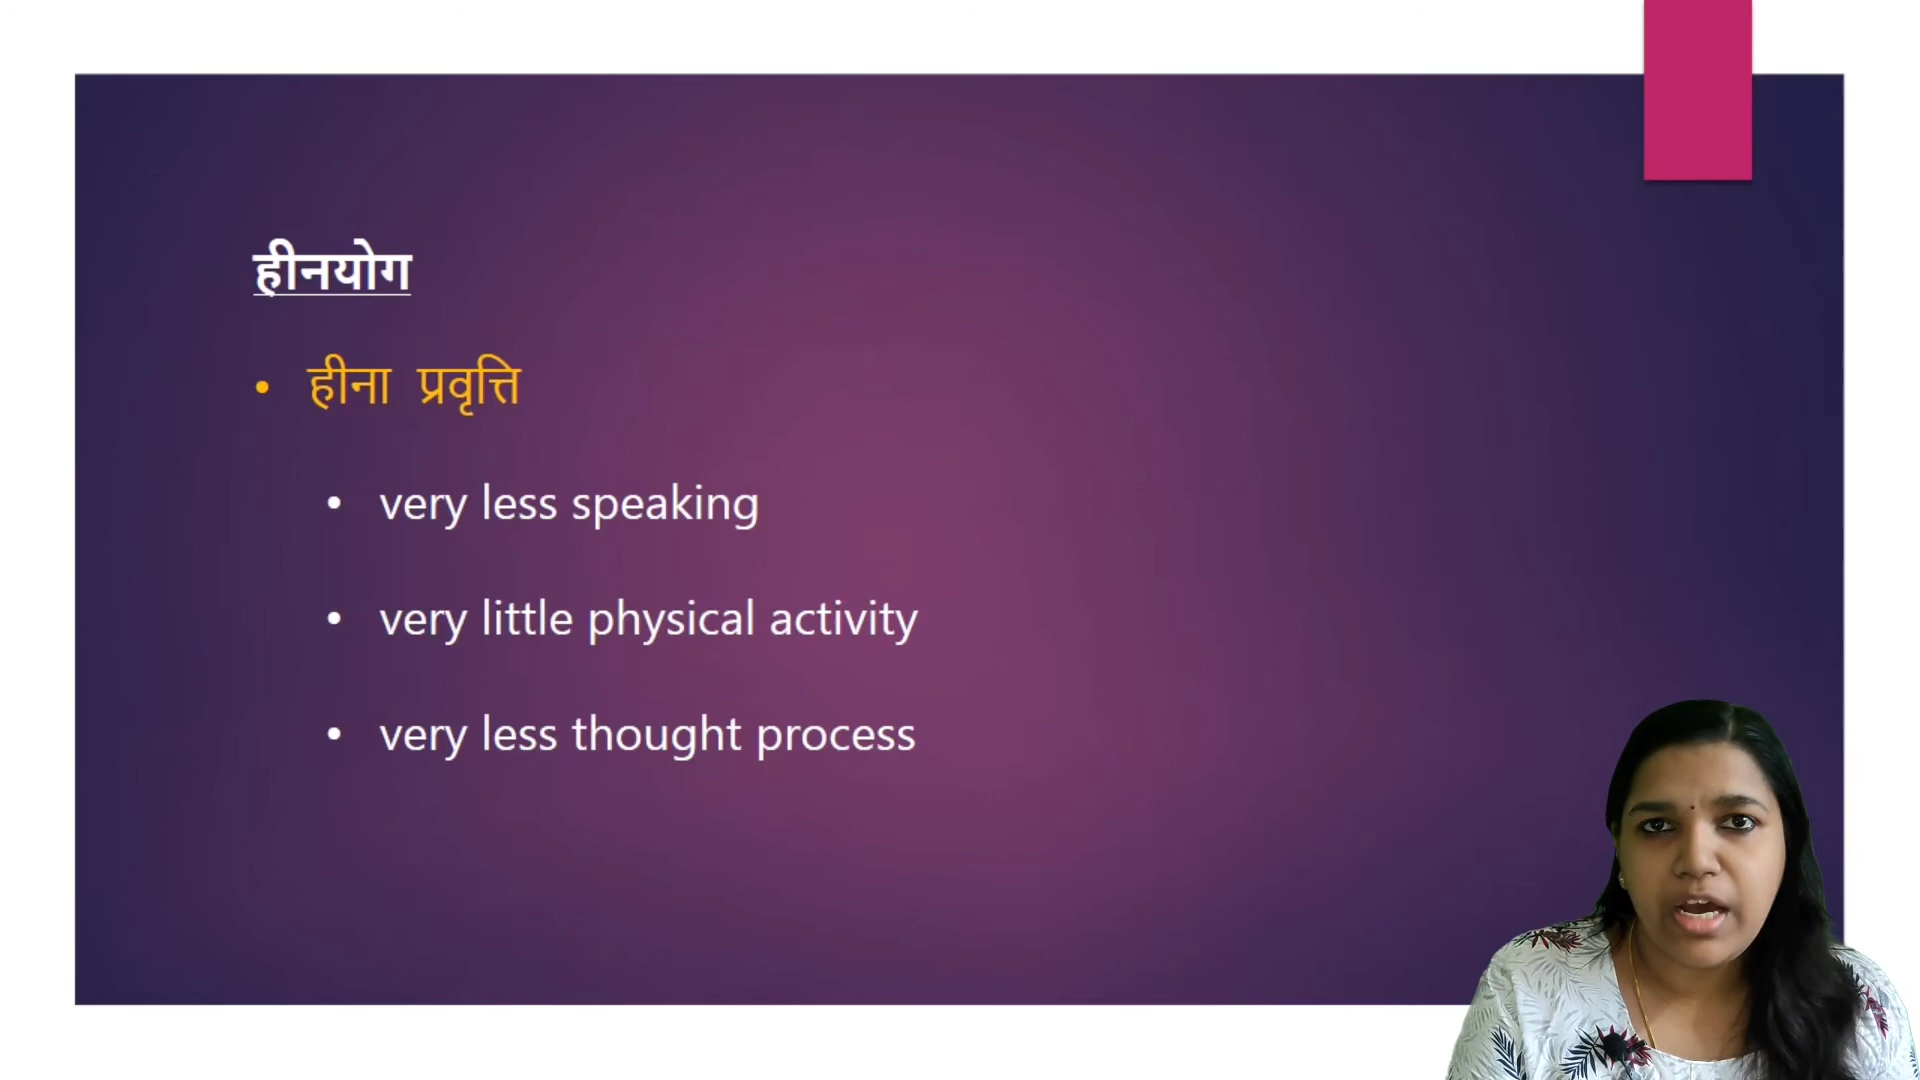 हीनयोग
• हीना प्रवृत्ति
• very less speaking
• very little physical activity
• very less thought process